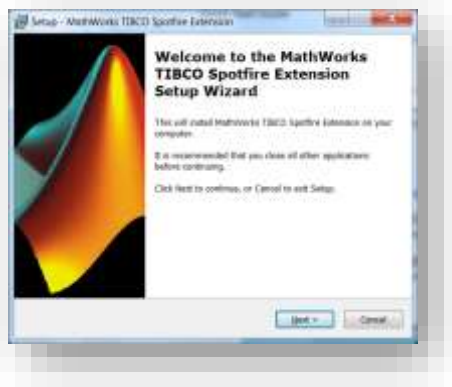 Setup - MathWorks TIBCO Spotfire Extension
Welcome to the MathWorks
TIBCO Spotfire Extension
Setup Wizard
This will install MathWorks TIBCO Spotfire Extension on your
computer.
It is recommended that you close all other applications
before continuing.
Click Next to continue, or Cancel to exit Setup.
Next >
Cancel